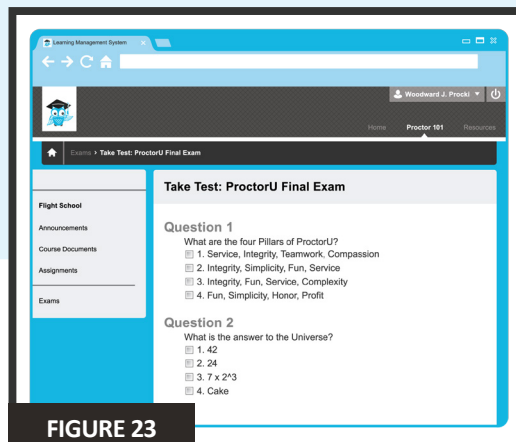 Learning Management System
Woodward J. Procki
Home Proctor 101 Resources
Exams > Take Test: ProctorU Final Exam
Flight School
Announcements
Course Documents
Assignments
Exams
Take Test: ProctorU Final Exam
Question 1
What are the four Pillars of ProctorU?
1. Service, Integrity, Teamwork, Compassion
2. Integrity, Simplicity, Fun, Service
3. Integrity, Fun, Service, Complexity
4. Fun, Simplicity, Honor, Profit
Question 2
What is the answer to the Universe?
1. 42
2. 24
3. 7 x 2^3
4. Cake
FIGURE 23